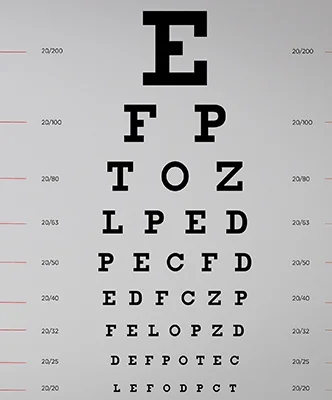 20/200 E 20/200
20/100 F P 20/100
20/80 T O Z 20/80
20/63 L P E D 20/63
20/50 P E C F D 20/50
20/40 E D F C Z P 20/40
20/32 F E L O P Z D 20/32
20/25 D E F P O T E C 20/25
20/20 L E F O D P C T 20/20